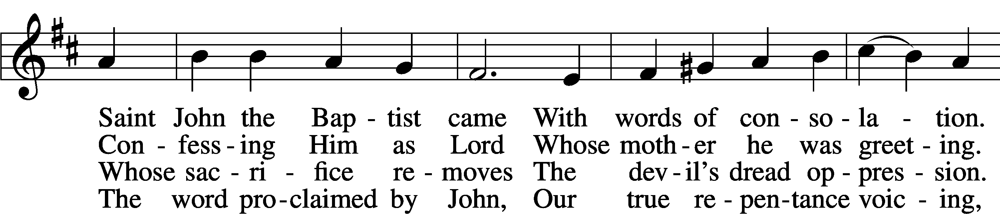 Saint John the Bap - tist came With words of con - so - la - tion.
Con - fess - ing Him as Lord Whose moth - er he was greet - ing.
Whose sac - ri - fice re - moves The dev - il's dread op - pres - sion.
The word pro - claimed by John, Our true re - pen - tance voic - ing,